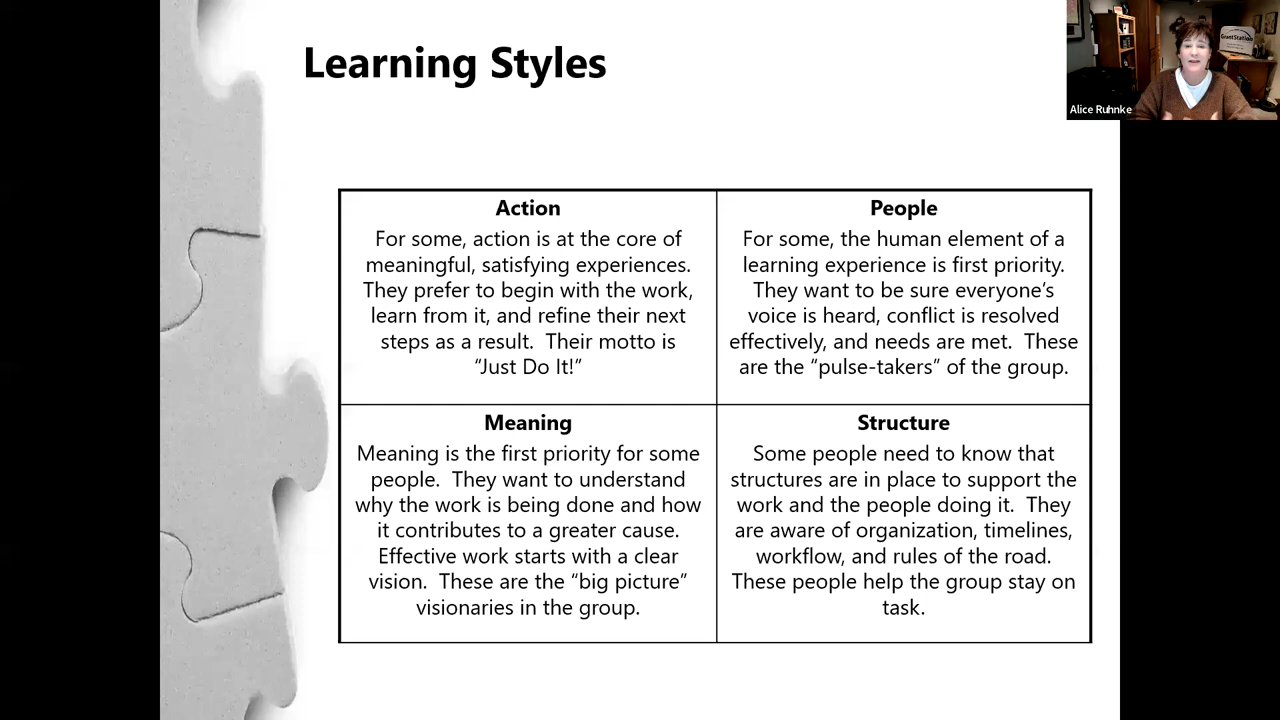 Learning Styles
GrantStation
Alice Ruhnke
Action
For some, action is at the core of
meaningful, satisfying experiences.
They prefer to begin with the work,
learn from it, and refine their next
steps as a result.  Their motto is
“Just Do It!”
People
For some, the human element of a
learning experience is first priority.
They want to be sure everyone’s
voice is heard, conflict is resolved
effectively, and needs are met.  These
are the “pulse-takers” of the group.
Meaning
Meaning is the first priority for some
people.  They want to understand
why the work is being done and how
it contributes to a greater cause.
Effective work starts with a clear
vision.  These are the “big picture”
visionaries in the group.
Structure
Some people need to know that
structures are in place to support the
work and the people doing it.  They
are aware of organization, timelines,
workflow, and rules of the road.
These people help the group stay on
task.